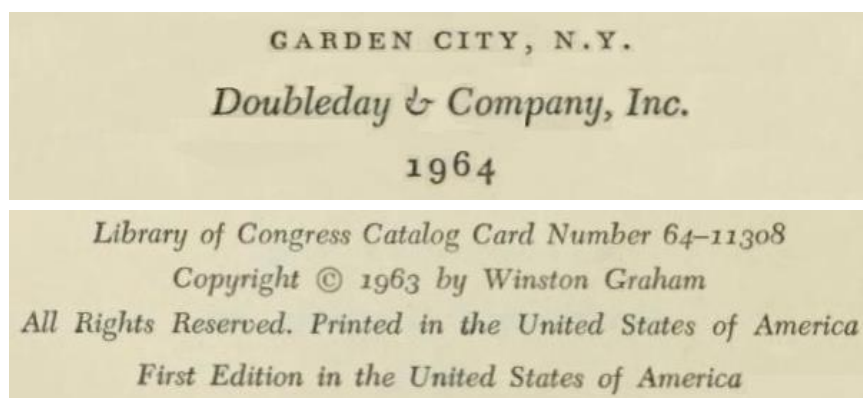 GARDEN CITY, N.Y.
Doubleday & Company, Inc.
1964
Library of Congress Catalog Card Number 64–11308
Copyright © 1963 by Winston Graham
All Rights Reserved. Printed in the United States of America
First Edition in the United States of America